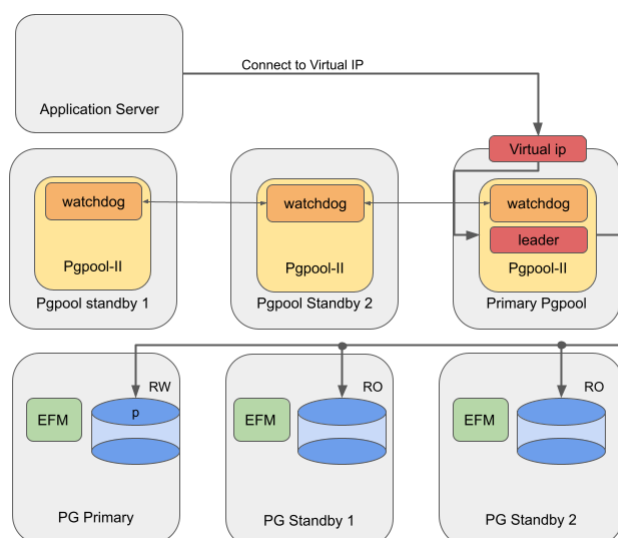 Connect to Virtual IP
Application Server
Virtual ip
watchdog
watchdog
watchdog
leader
Pgpool-II
Pgpool-II
Pgpool-II
Pgpool standby 1
Pgpool Standby 2
Primary Pgpool
RW
RO
RO
p
EFM
EFM
EFM
PG Primary
PG Standby 1
PG Standby 2